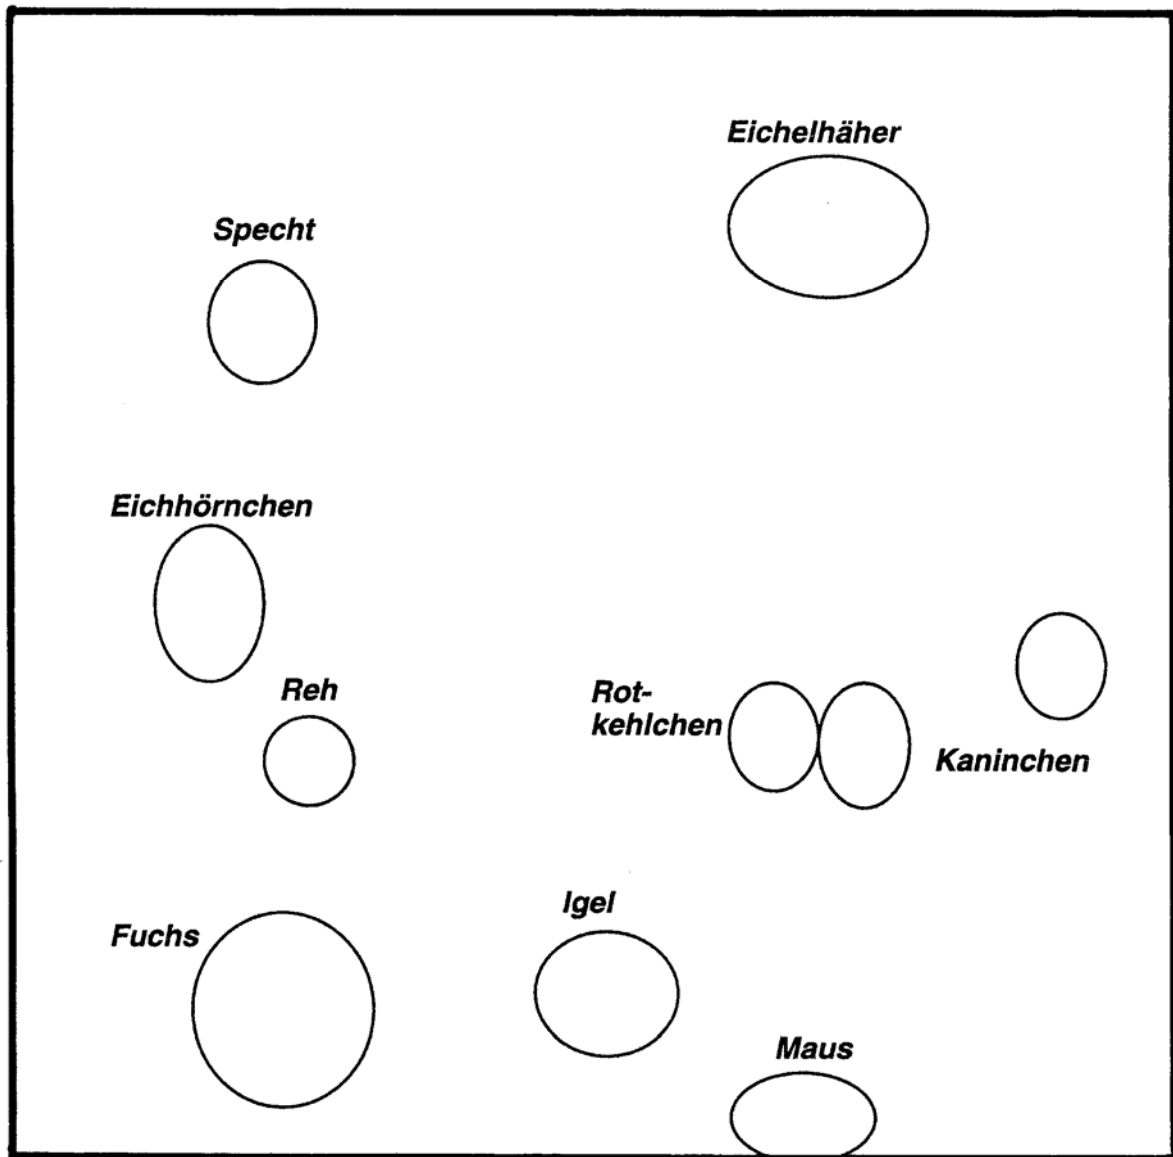 Eichelhäher
Specht
Eichhörnchen
Reh
Rot-
kehlchen
Kaninchen
Igel
Fuchs
Maus